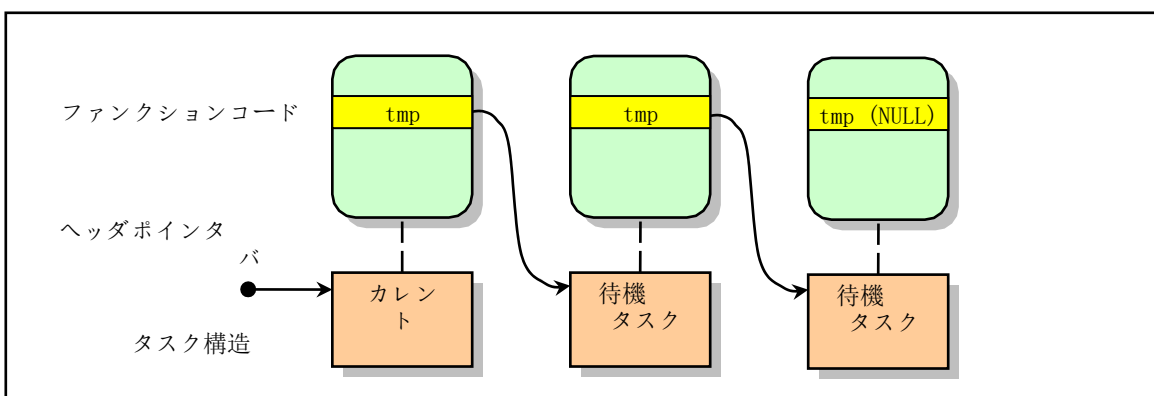 ファンクションコード
tmp
tmp
tmp (NULL)
ヘッダポインタ
バ
カレン
ト
待機
タスク
待機
タスク
タスク構造